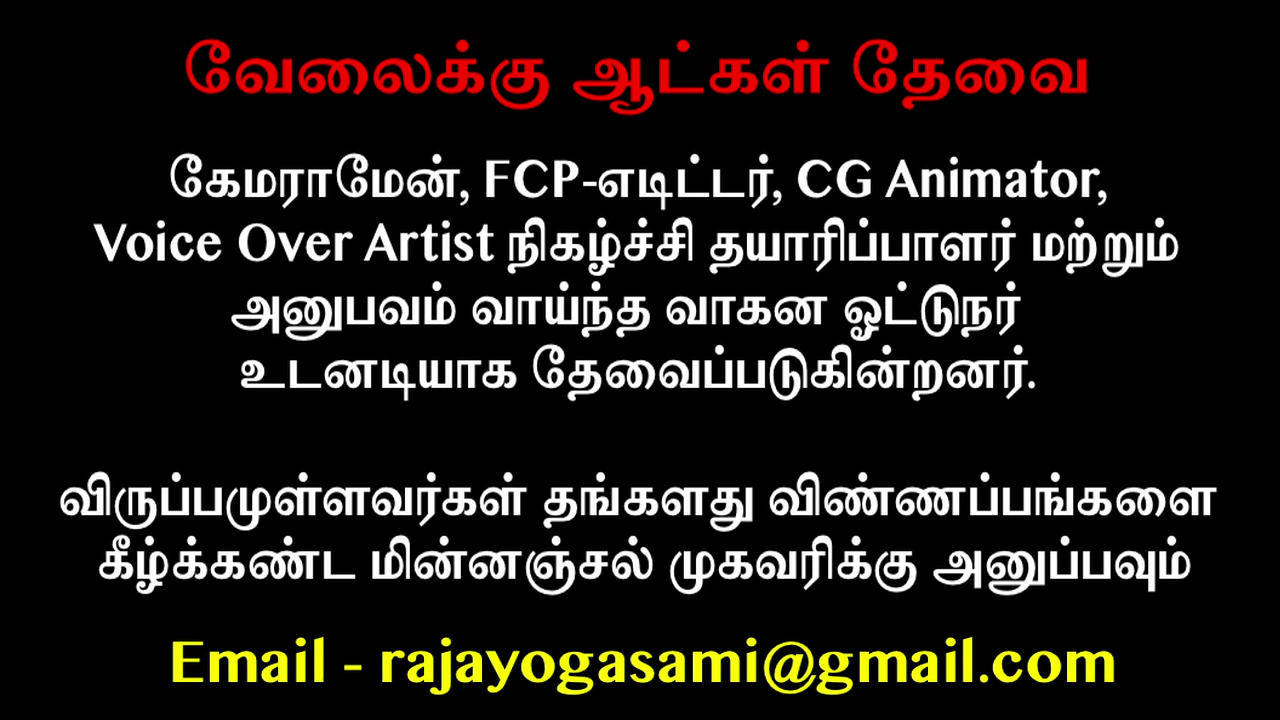 வேலைக்கு ஆட்கள் தேவை
கேமராமேன், FCP-எடிட்டர், CG Animator,
Voice Over Artist நிகழ்ச்சி தயாரிப்பாளர் மற்றும்
அனுபவம் வாய்ந்த வாகன ஓட்டுநர்
உடனடியாக தேவைப்படுகின்றனர்.
விருப்பமுள்ளவர்கள் தங்களது விண்ணப்பங்களை
கீழ்க்கண்ட மின்னஞ்சல் முகவரிக்கு அனுப்பவும்
Email - rajayogasami@gmail.com